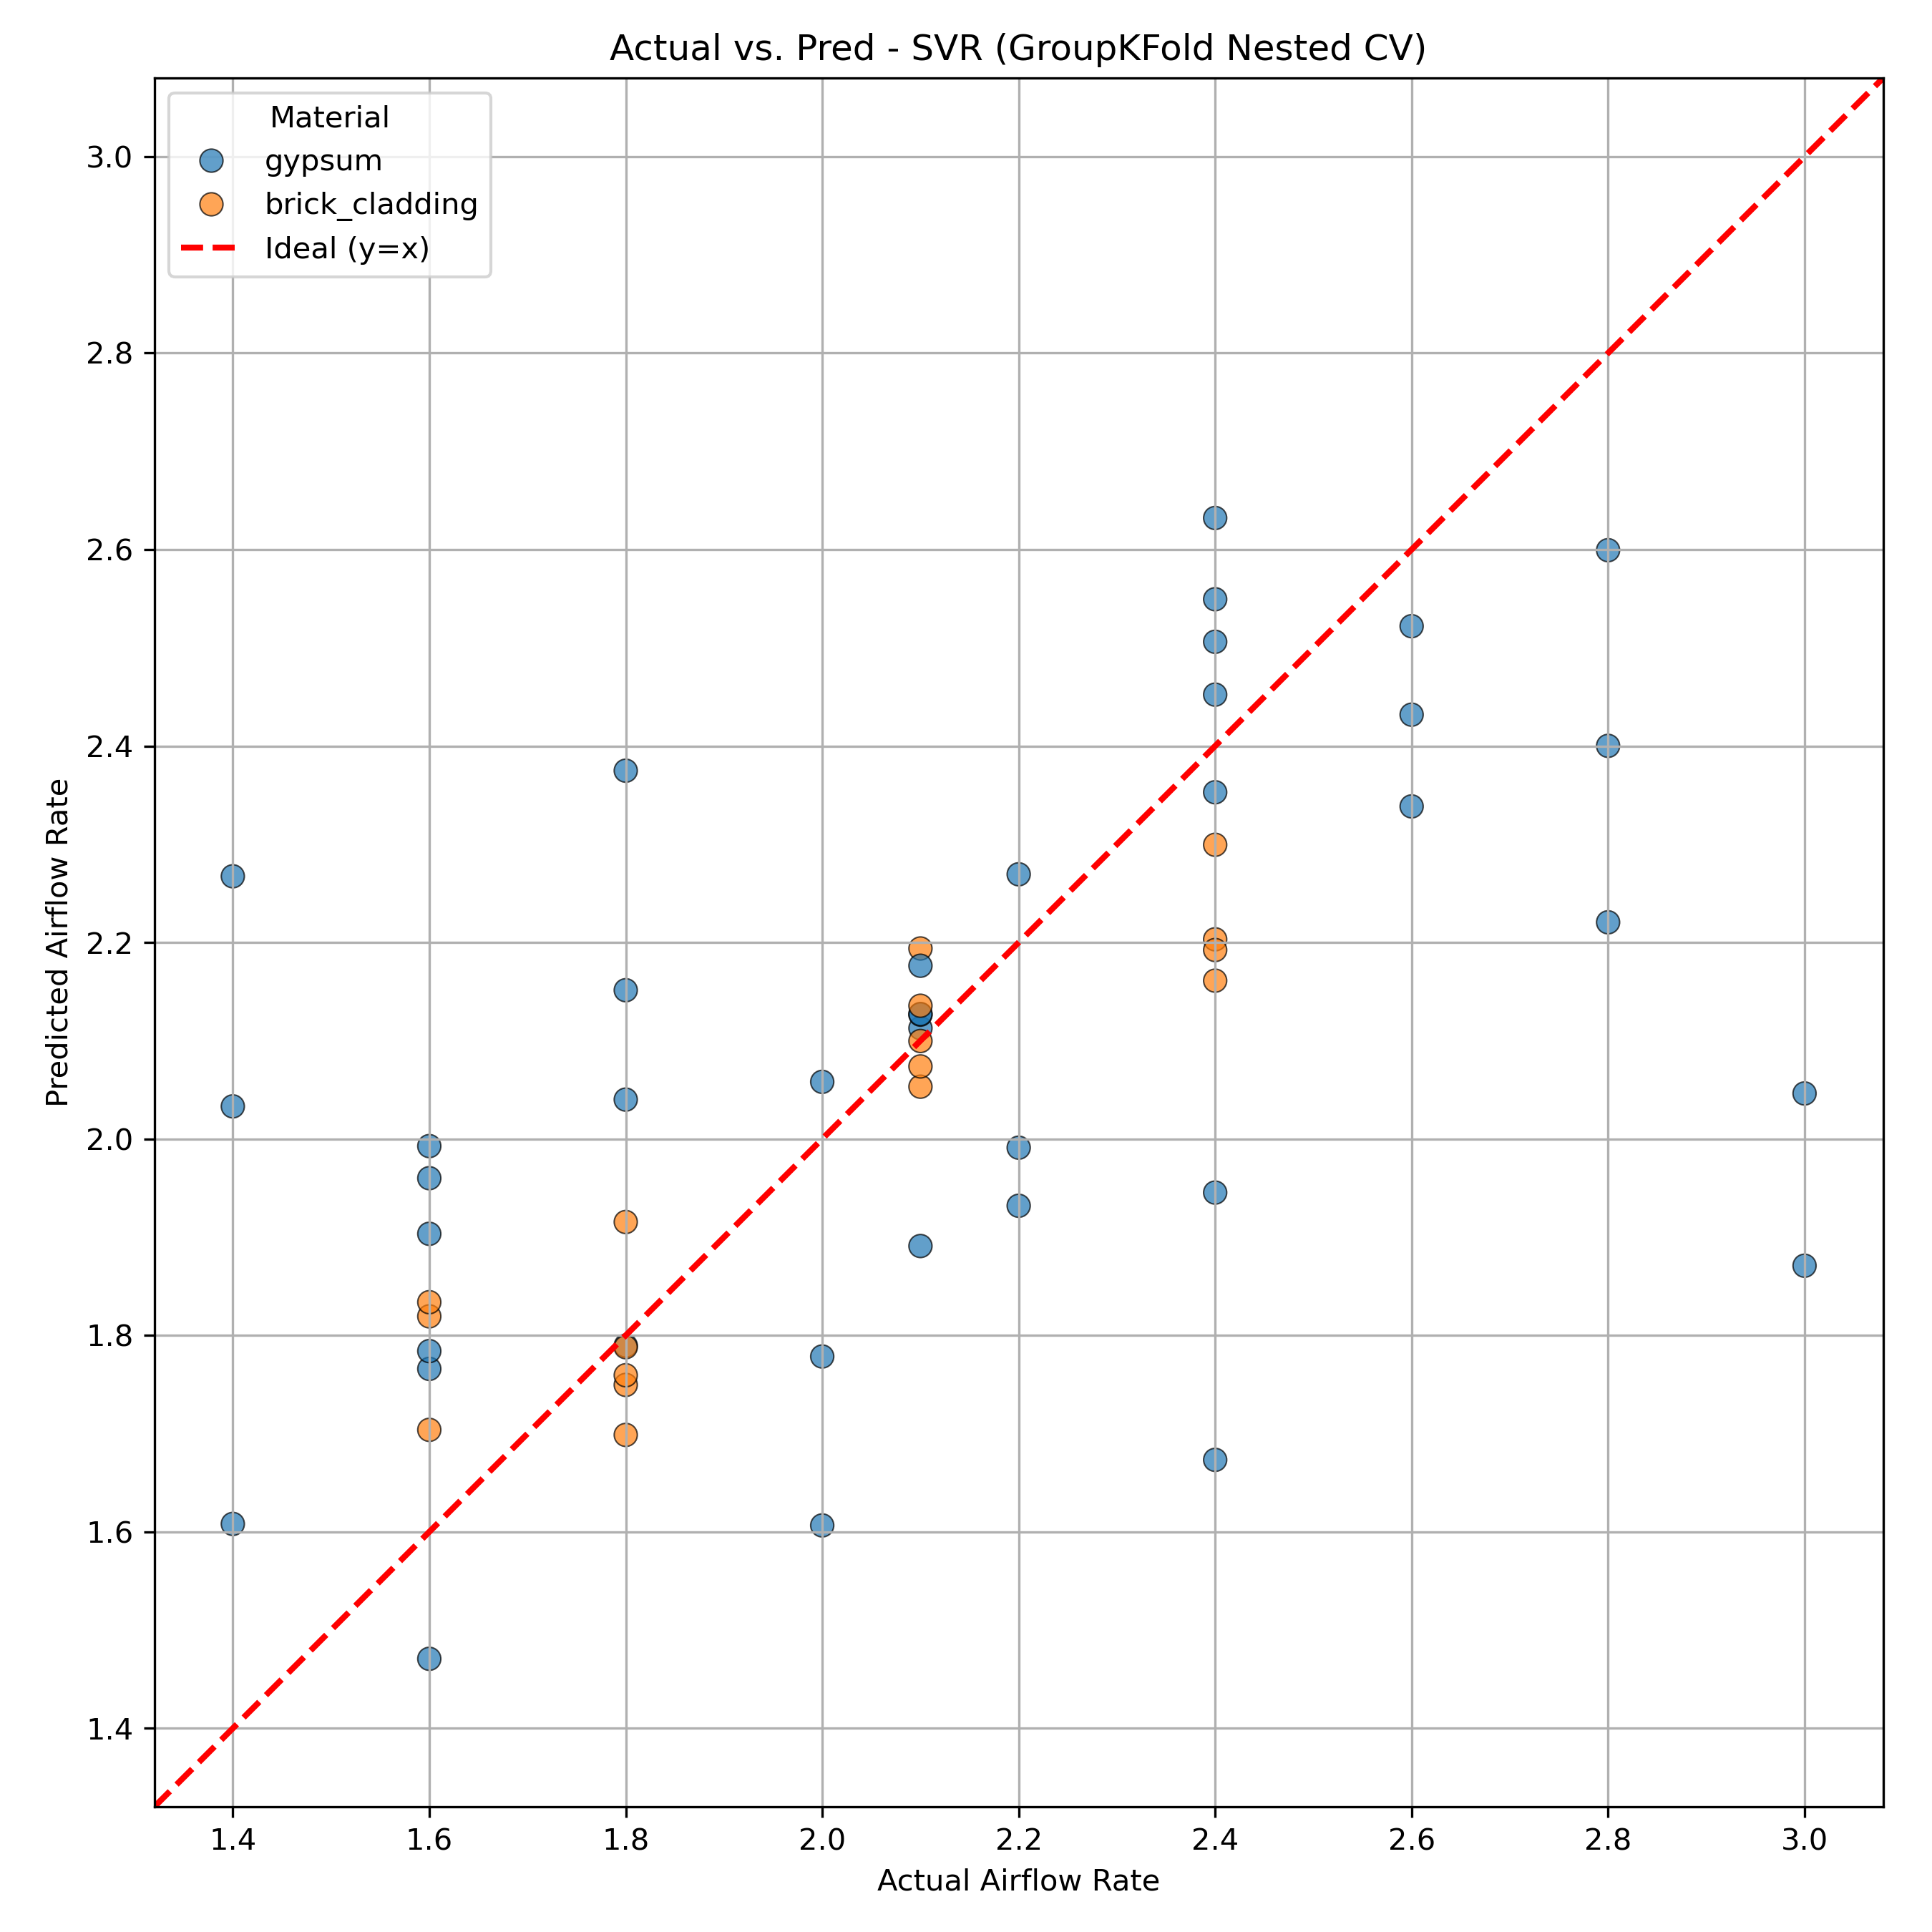 Actual vs. Pred - SVR (GroupKFold Nested CV)
Material
gypsum
brick_cladding
Ideal (y=x)
Predicted Airflow Rate
3.0
2.8
2.6
2.4
2.2
2.0
1.8
1.6
1.4
1.4 1.6 1.8 2.0 2.2 2.4 2.6 2.8 3.0
Actual Airflow Rate